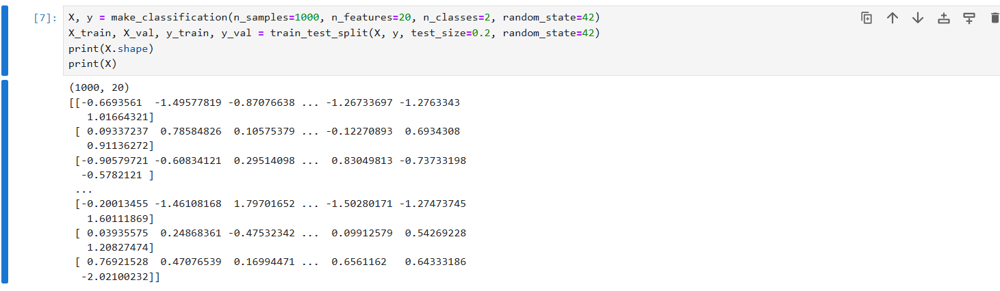 [7]: X, y = make_classification(n_samples=1000, n_features=20, n_classes=2, random_state=42)
X_train, X_val, y_train, y_val = train_test_split(X, y, test_size=0.2, random_state=42)
print(X.shape)
print(X)
(1000, 20)
[[-0.6693561  -1.49577819 -0.87076638 ... -1.26733697 -1.2763343
   1.01664321]
 [ 0.09337237  0.78584826  0.10575379 ... -0.12270893  0.6934308
   0.91136272]
 [-0.90579721 -0.60834121  0.29514098 ...  0.83049813 -0.73733198
  -0.5782121 ]
 ...
 [-0.20013455 -1.46108168  1.79701652 ... -1.50280171 -1.27473745
   1.60111869]
 [ 0.03935575  0.24868361 -0.47532342 ...  0.09912579  0.54269228
   1.20827474]
 [ 0.76921528  0.47076539  0.16994471 ...  0.6561162   0.64333186
  -2.02100232]]